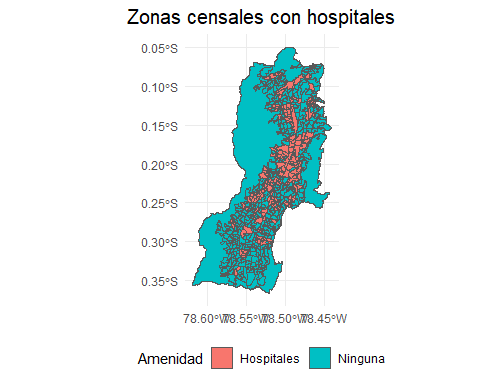 Zonas censales con hospitales
0.05°S
0.10°S
0.15°S
0.20°S
0.25°S
0.30°S
0.35°S
78.60°W 78.55°W 78.50°W 78.45°W
Amenidad Hospitales Ninguna